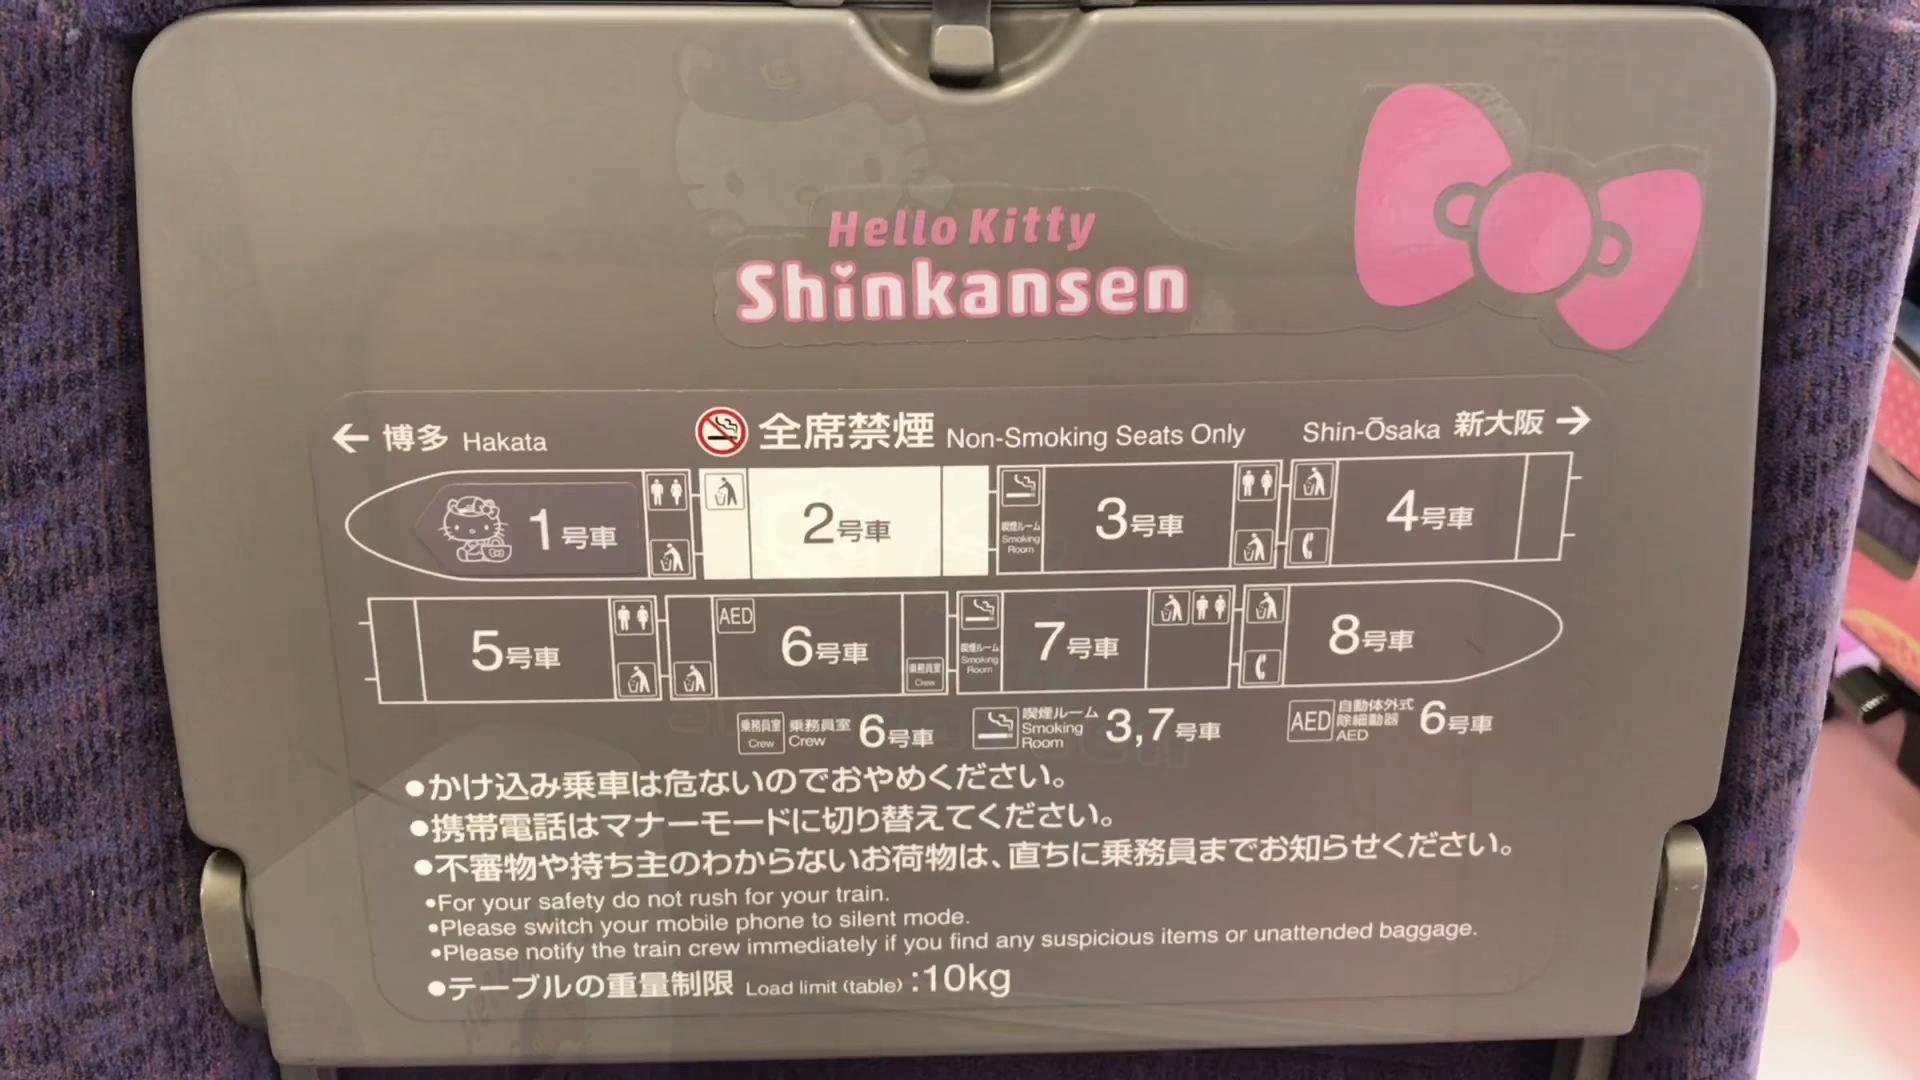 Hello Kitty
Shinkansen
← 博多 Hakata
全席禁煙 Non-Smoking Seats Only
Shin-Ōsaka 新大阪 →
1号車
2号車
喫煙ルーム
Smoking
Room
3号車
4号車
5号車
AED
6号車
乗務員室
Crew
喫煙ルーム
Smoking
Room
7号車
8号車
乗務員室
Crew
乗務員室
Crew
6号車
喫煙ルーム
Smoking
Room
3,7号車
AED
自動体外式
除細動器
AED
6号車
●かけ込み乗車は危ないのでおやめください。
●携帯電話はマナーモードに切り替えてください。
●不審物や持ち主のわからないお荷物は、直ちに乗務員までお知らせください。
●For your safety do not rush for your train.
●Please switch your mobile phone to silent mode.
●Please notify the train crew immediately if you find any suspicious items or unattended baggage.
●テーブルの重量制限 Load limit (table) :10kg